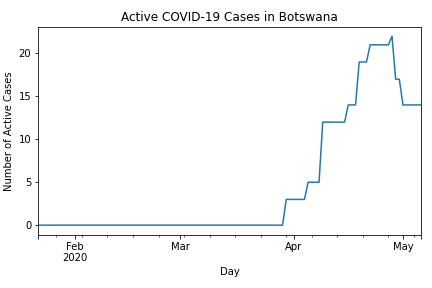 Active COVID-19 Cases in Botswana
Number of Active Cases
20
15
10
5
0
Feb
2020
Mar
Apr
May
Day